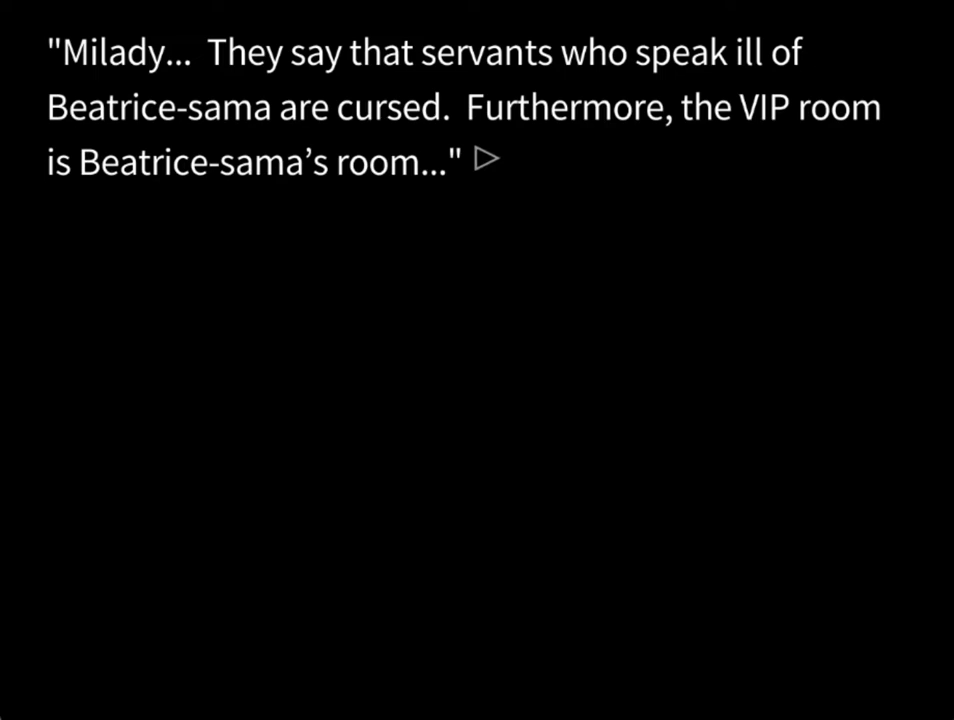 "Milady...  They say that servants who speak ill of
Beatrice-sama are cursed.  Furthermore, the VIP room
is Beatrice-sama’s room..."